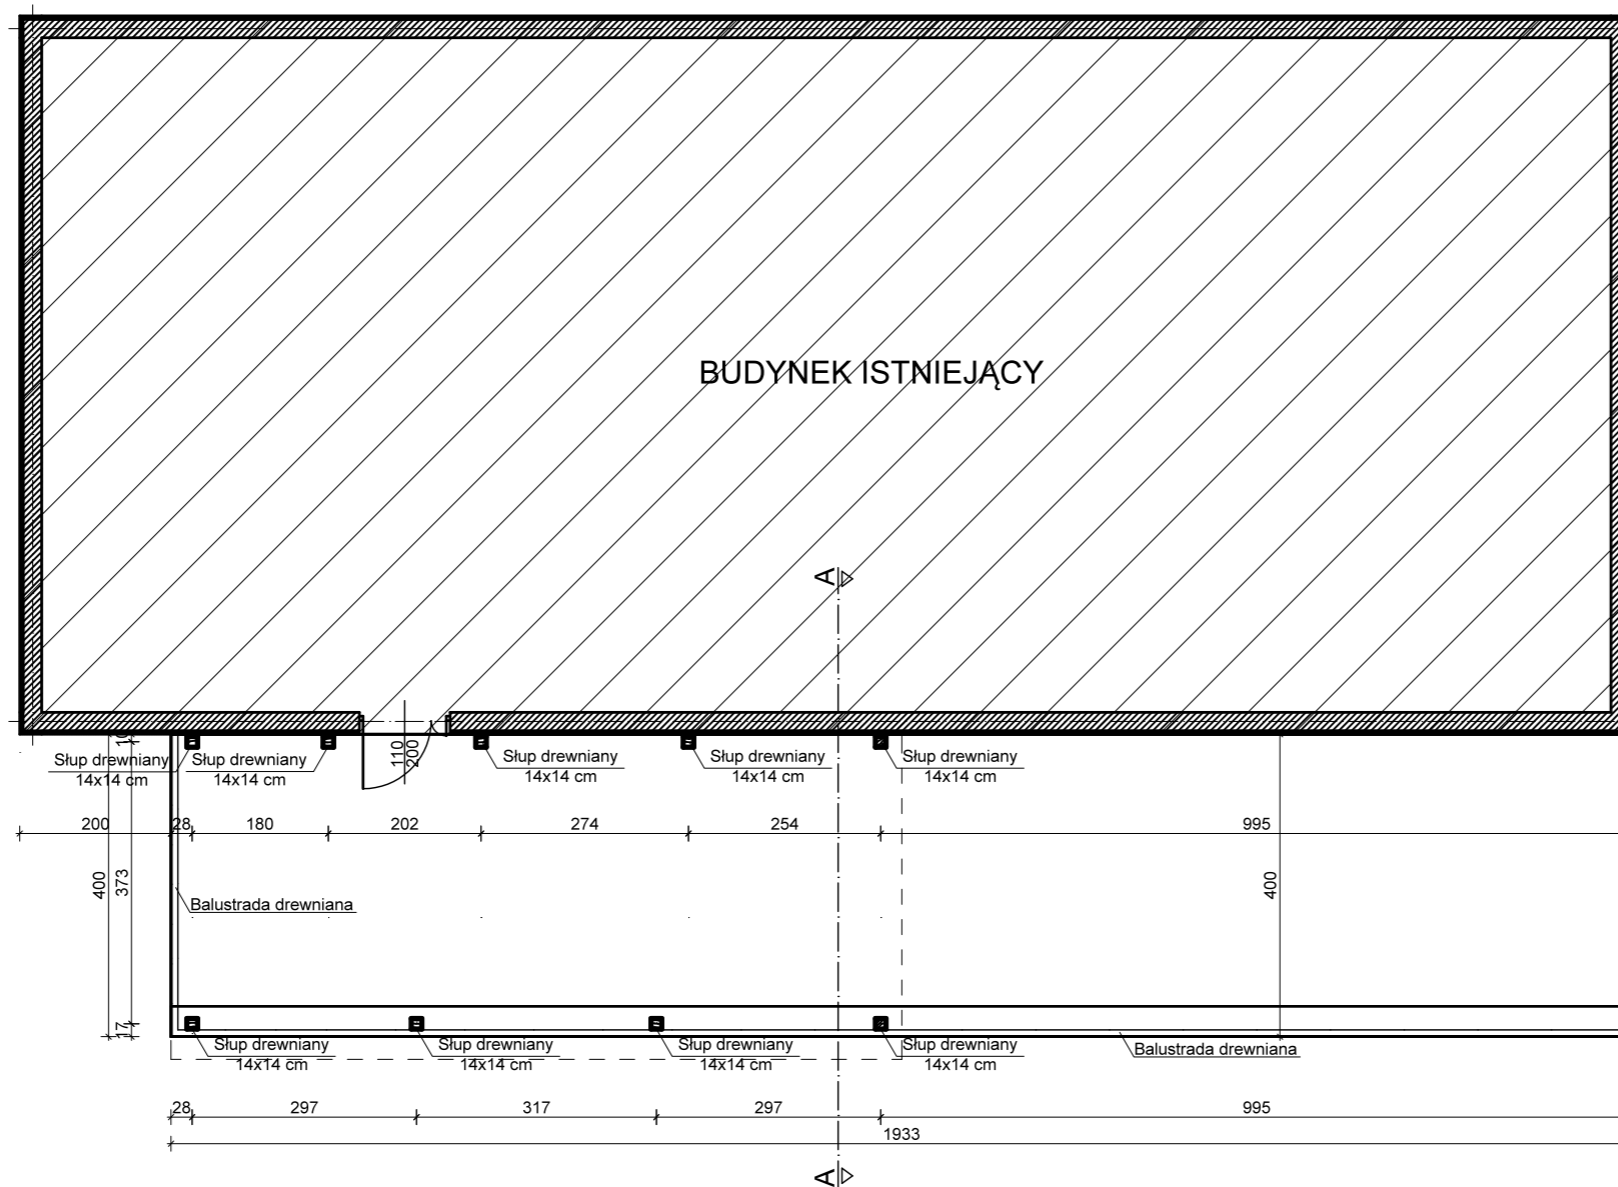 BUDYNEK ISTNIEJĄCY
A
110
200
10
Słup drewniany
14x14 cm
Słup drewniany
14x14 cm
Słup drewniany
14x14 cm
Słup drewniany
14x14 cm
Słup drewniany
14x14 cm
200
28
180
202
274
254
995
400
373
400
Balustrada drewniana
17
Słup drewniany
14x14 cm
Słup drewniany
14x14 cm
Słup drewniany
14x14 cm
Słup drewniany
14x14 cm
Balustrada drewniana
28
297
317
297
995
1933
A